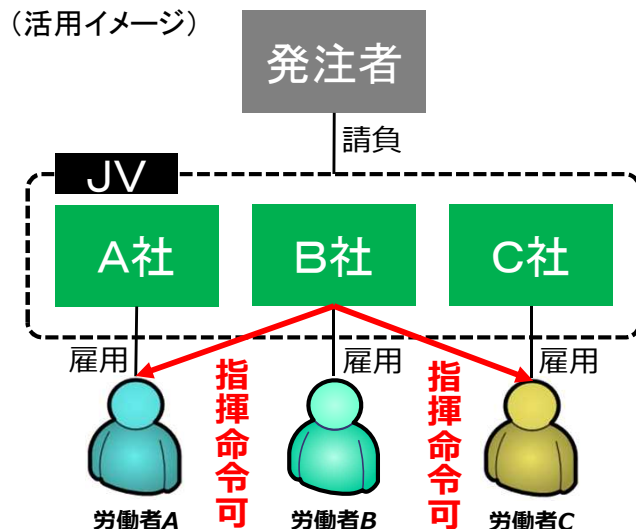 （活用イメージ）
発注者
請負
ＪＶ
Ａ社
Ｂ社
Ｃ社
雇用
雇用
雇用
指揮命令可
指揮命令可
労働者A
労働者B
労働者C